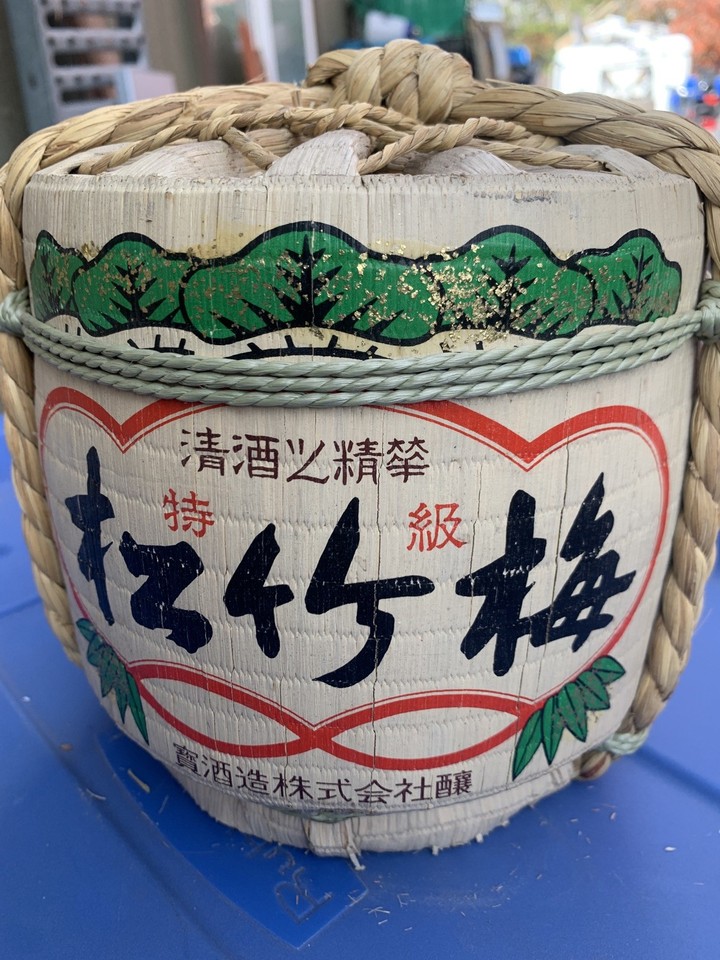 清酒之精華
特級
松竹梅
寳酒造株式会社醸